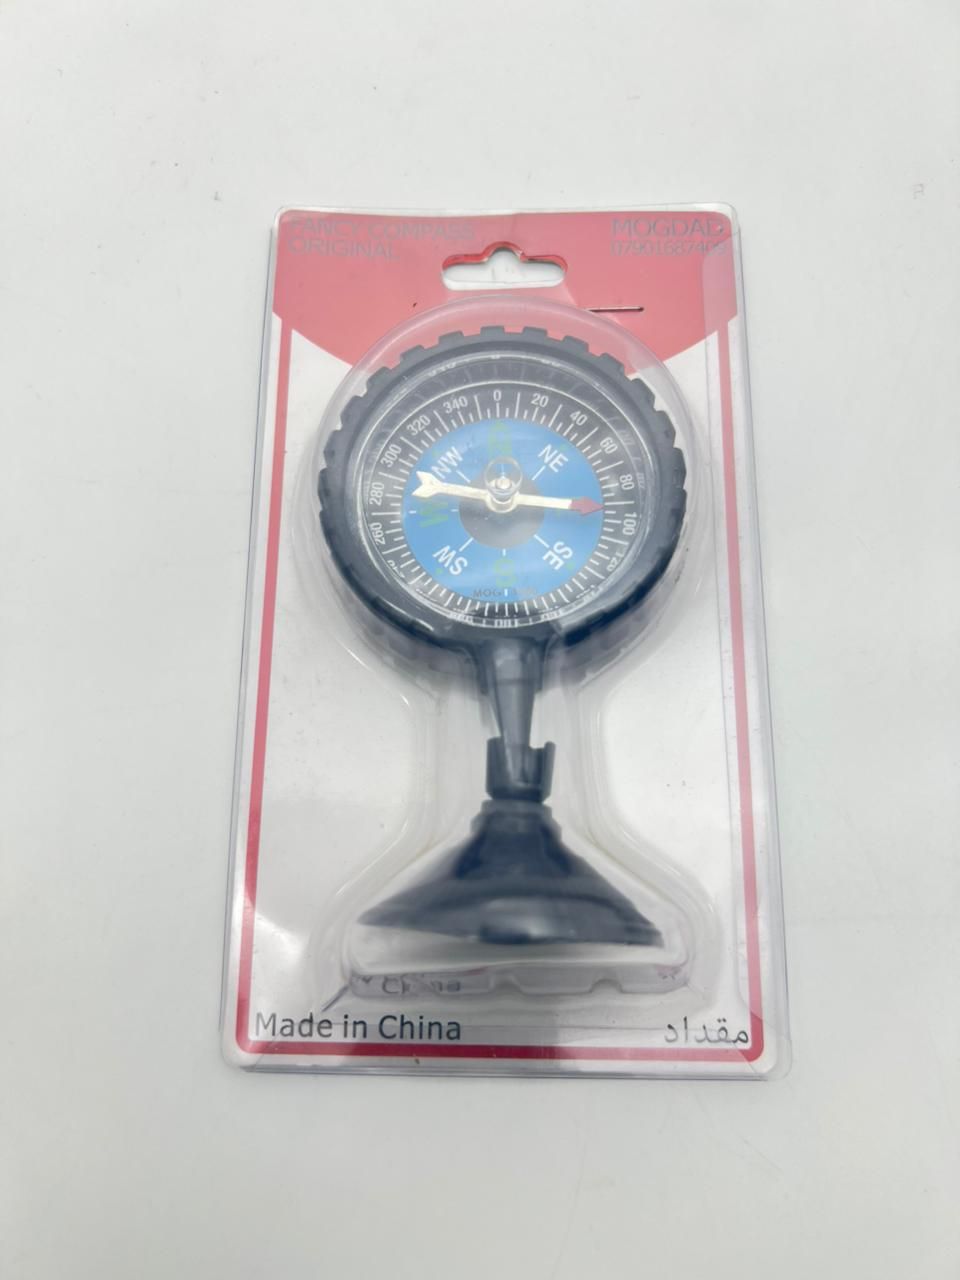 FANCY COMPASS
ORIGINAL
MOGDAD
07901687409
0
20
40
60
80
100
120
260
280
300
320
340
NW
NE
W
SW
SE
Made in China
مقداد